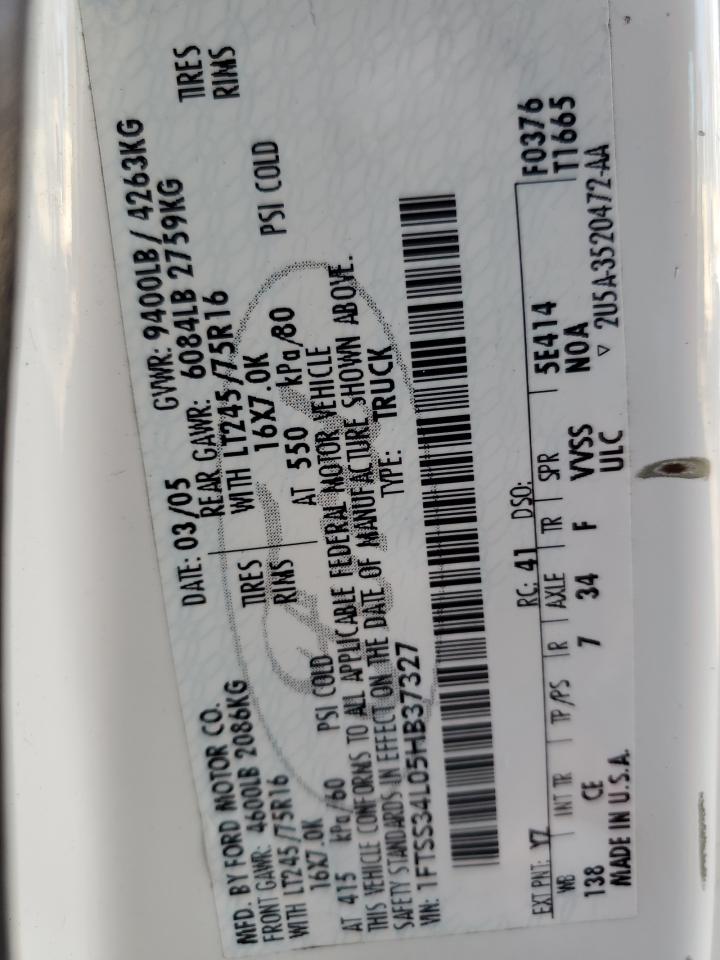 MFD. BY FORD MOTOR CO.
DATE: 03/05 GVWR: 9400LB / 4263KG
FRONT GAWR: 4600LB 2086KG REAR GAWR: 6084LB 2759KG
WITH LT245/75R16 TIRES WITH LT245/75R16 TIRES
16X7.0K RIMS 16X7.0K RIMS
AT 415 kPa/60 PSI COLD AT 550 kPa/80 PSI COLD
THIS VEHICLE CONFORMS TO ALL APPLICABLE FEDERAL MOTOR VEHICLE
SAFETY STANDARDS IN EFFECT ON THE DATE OF MANUFACTURE SHOWN ABOVE.
VIN: 1FTSS34L05HB37327 TYPE: TRUCK
EXT PNT: YZ RC: 41 DSO: F0376
WB INT TR TP/PS R AXLE TR SPR T1665
138 CE 7 34 F VVSS 5E414
ULC NOA
MADE IN U.S.A. ▽ 2U5A-3520472-AA